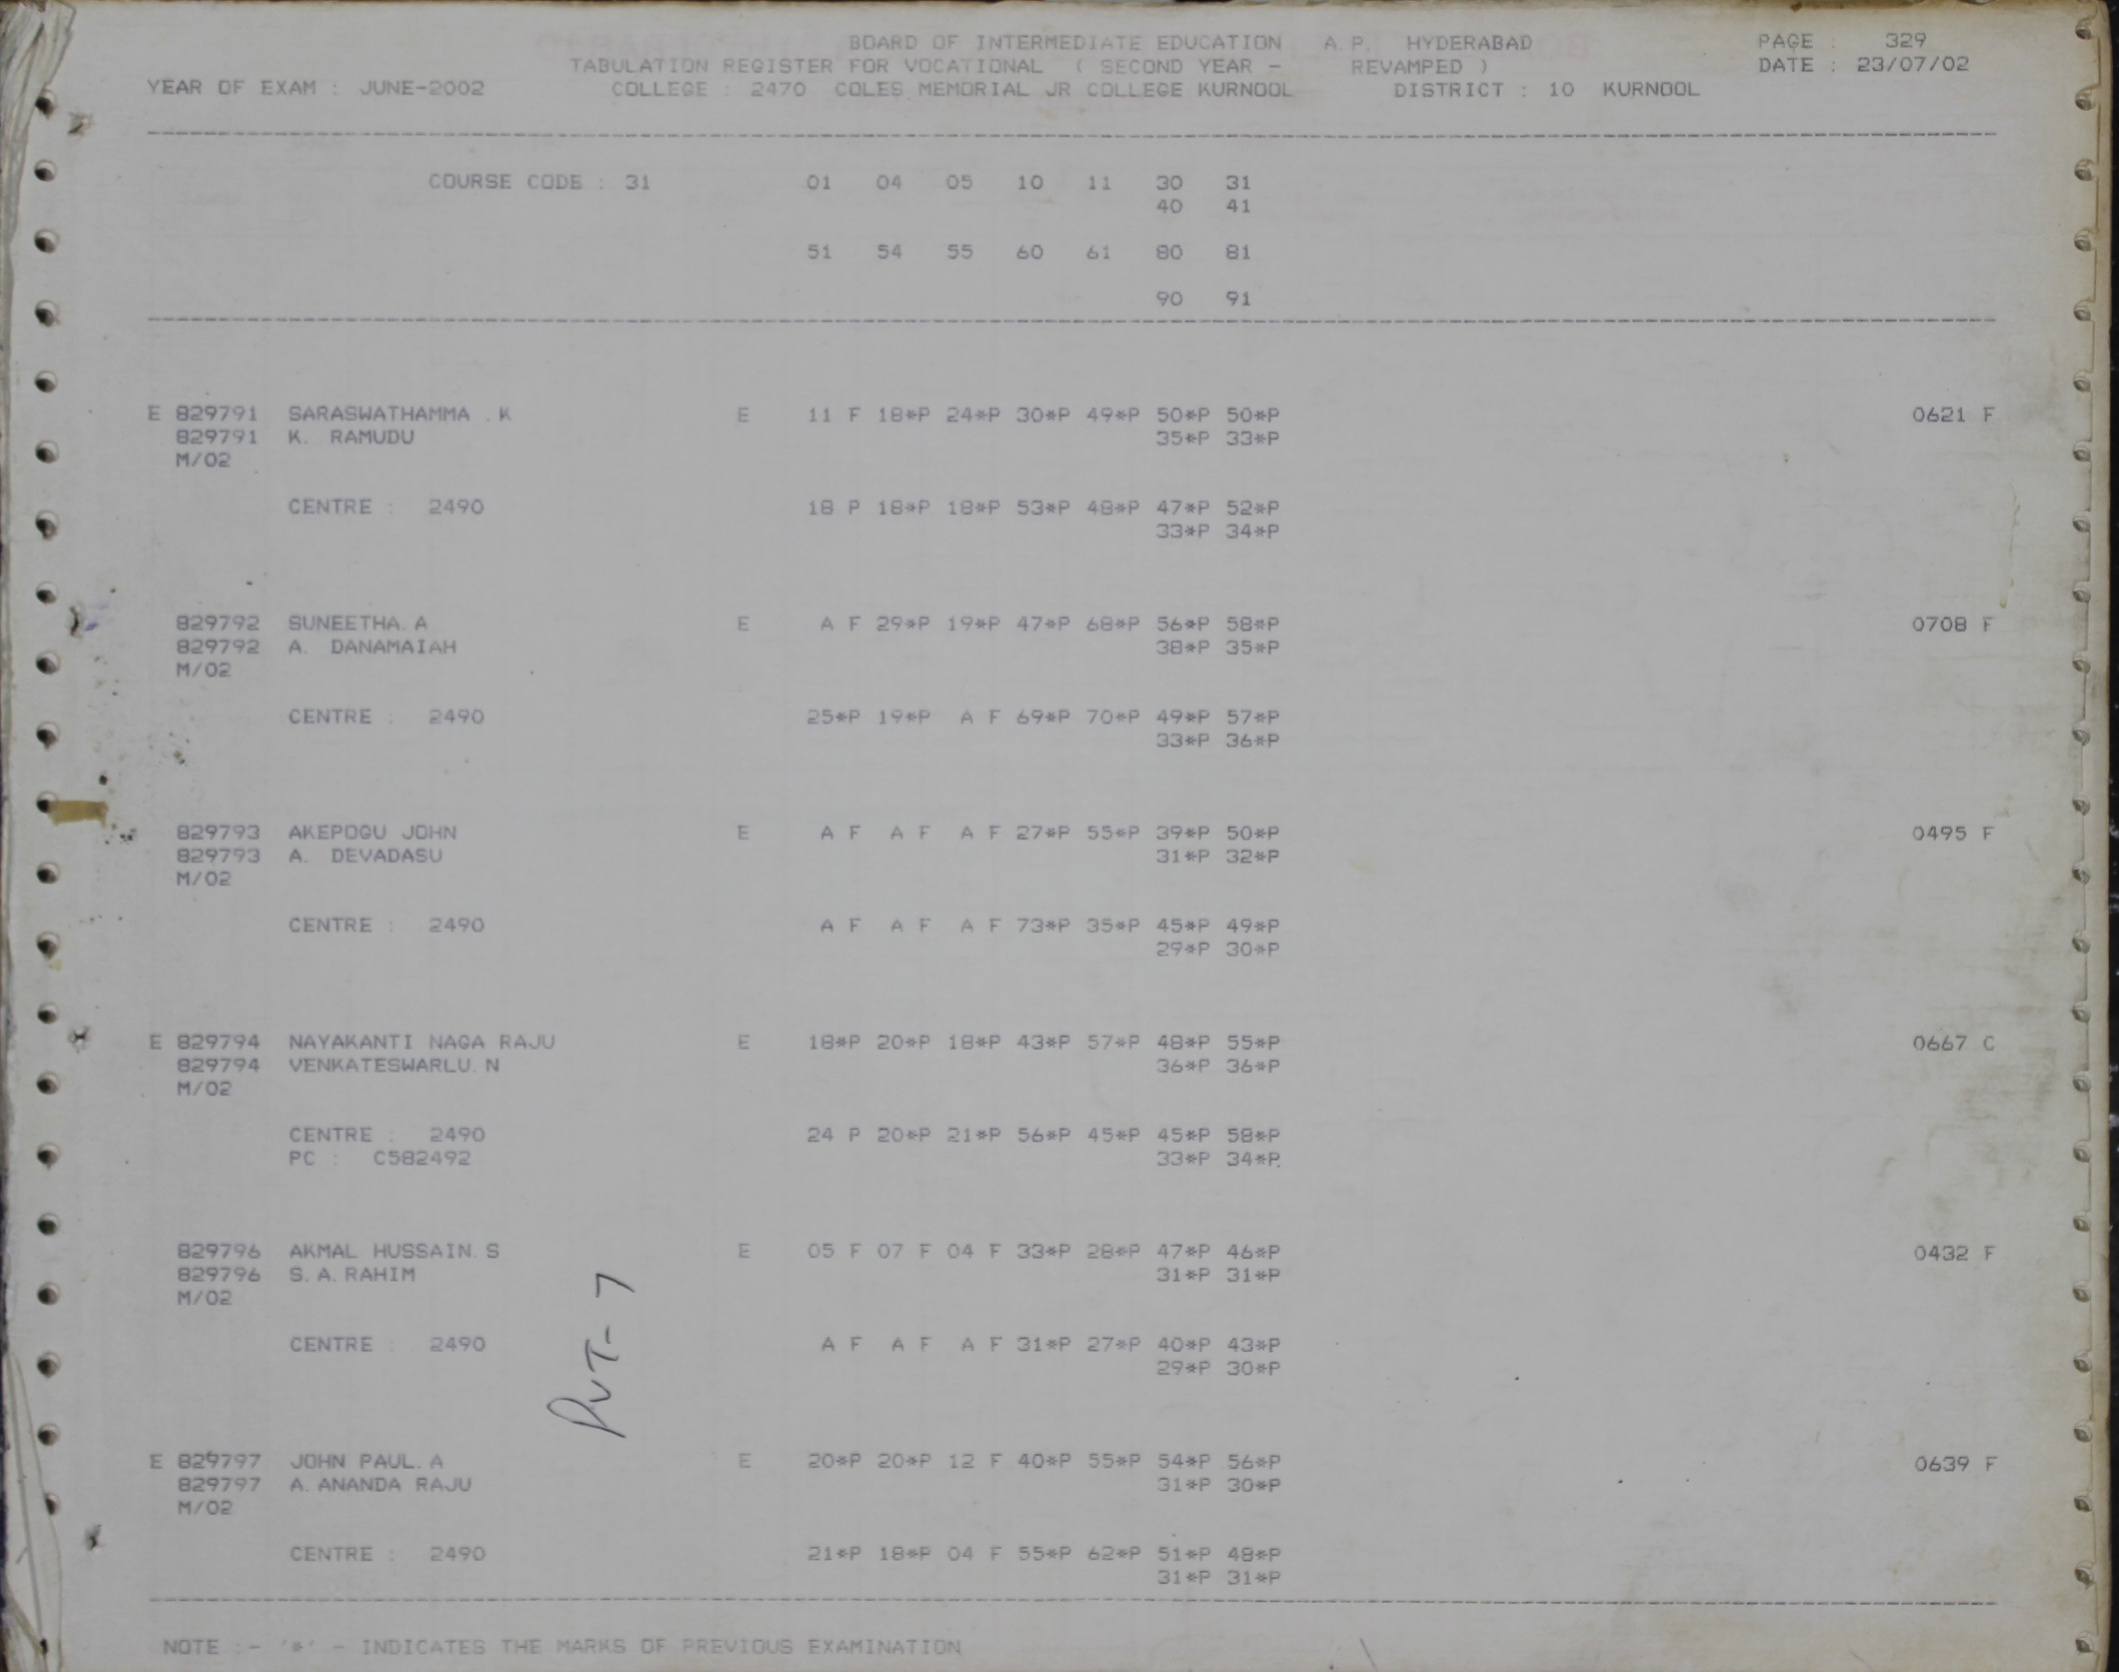 BOARD OF INTERMEDIATE EDUCATION A.P. HYDERABAD PAGE : 329
TABULATION REGISTER FOR VOCATIONAL ( SECOND YEAR - REVAMPED ) DATE : 23/07/02
YEAR OF EXAM : JUNE-2002 COLLEGE : 2470 COLES MEMORIAL JR COLLEGE KURNOOL DISTRICT : 10 KURNOOL
COURSE CODE : 31 01 04 05 10 11 30 31
40 41
51 54 55 60 61 80 81
90 91
E 829791 SARASWATHAMMA .K E 11 F 18*P 24*P 30*P 49*P 50*P 50*P 0621 F
829791 K. RAMUDU 35*P 33*P
M/02
CENTRE : 2490 18 P 18*P 18*P 53*P 48*P 47*P 52*P
33*P 34*P
829792 SUNEETHA.A E A F 29*P 19*P 47*P 68*P 56*P 58*P 0708 F
829792 A. DANAMAIAH 38*P 35*P
M/02
CENTRE : 2490 25*P 19*P A F 69*P 70*P 49*P 57*P
33*P 36*P
829793 AKEPOGU JOHN E A F A F A F 27*P 55*P 39*P 50*P 0495 F
829793 A. DEVADASU 31*P 32*P
M/02
CENTRE : 2490 A F A F A F 73*P 35*P 45*P 49*P
29*P 30*P
E 829794 NAYAKANTI NAGA RAJU E 18*P 20*P 18*P 43*P 57*P 48*P 55*P 0667 C
829794 VENKATESWARLU.N 36*P 36*P
M/02
CENTRE : 2490 24 P 20*P 21*P 56*P 45*P 45*P 58*P
PC : C582492 33*P 34*P
829796 AKMAL HUSSAIN.S E 05 F 07 F 04 F 33*P 28*P 47*P 46*P 0432 F
829796 S.A.RAHIM 31*P 31*P
M/02
CENTRE : 2490 A F A F A F 31*P 27*P 40*P 43*P
29*P 30*P
PVT-7
E 829797 JOHN PAUL.A E 20*P 20*P 12 F 40*P 55*P 54*P 56*P 0639 F
829797 A.ANANDA RAJU 31*P 30*P
M/02
CENTRE : 2490 21*P 18*P 04 F 55*P 62*P 51*P 48*P
31*P 31*P
NOTE :- '*' - INDICATES THE MARKS OF PREVIOUS EXAMINATION